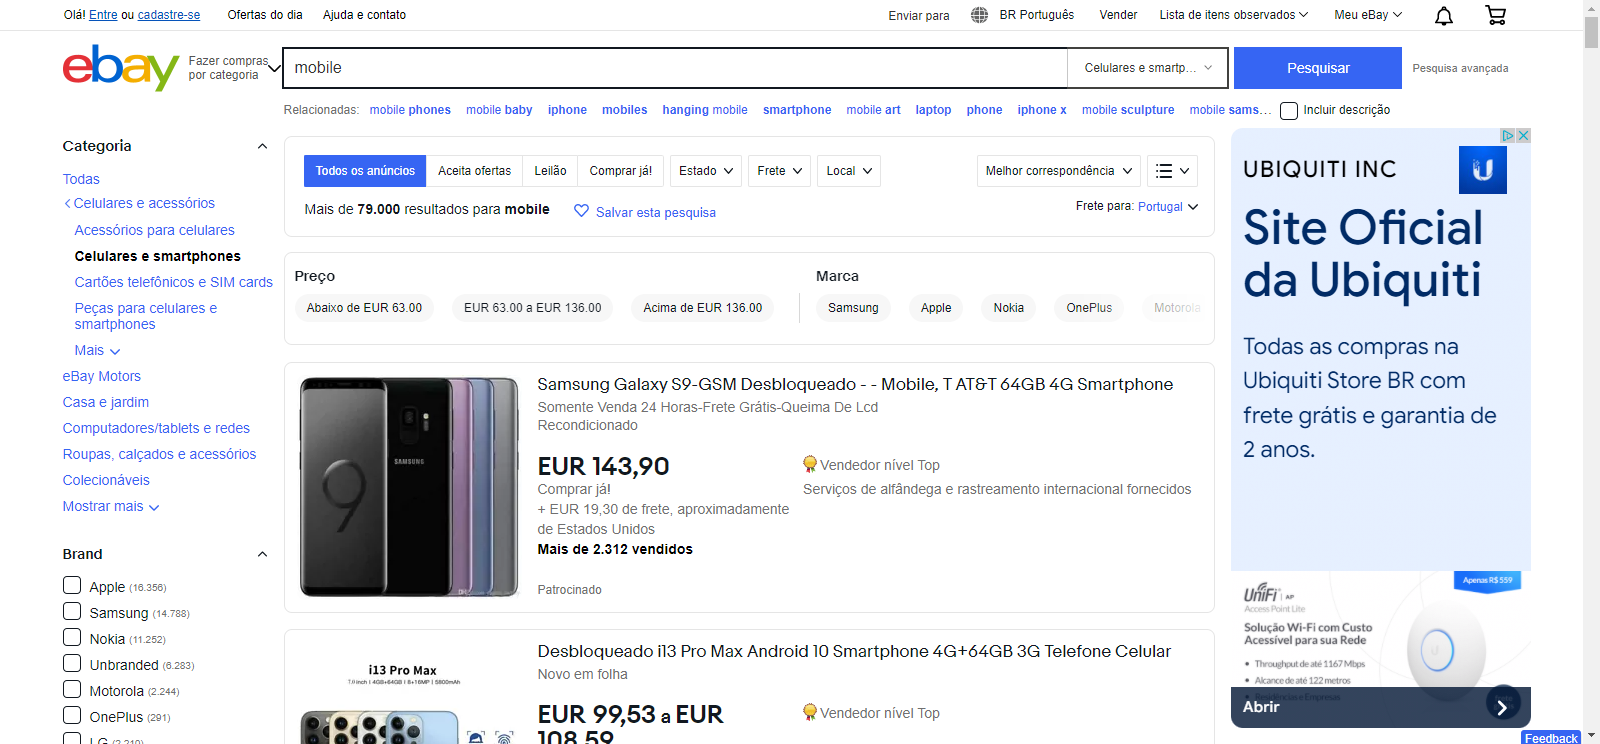 Olá! Entre ou cadastre-se
Ofertas do dia
Ajuda e contato
Enviar para
BR Português
Vender
Lista de itens observados
Meu eBay
ebay
Fazer compras
por categoria
mobile
Celulares e smartp...
Pesquisar
Pesquisa avançada
Relacionadas: mobile phones mobile baby iphone mobiles hanging mobile smartphone mobile art laptop phone iphone x mobile sculpture mobile sams...
Incluir descrição
Categoria
Todas
Celulares e acessórios
Acessórios para celulares
Celulares e smartphones
Cartões telefônicos e SIM cards
Peças para celulares e
smartphones
Mais
eBay Motors
Casa e jardim
Computadores/tablets e redes
Roupas, calçados e acessórios
Colecionáveis
Mostrar mais
Brand
Apple (16.356)
Samsung (14.788)
Nokia (11.252)
Unbranded (6.283)
Motorola (2.244)
OnePlus (291)
LG (2.210)
Todos os anúncios
Aceita ofertas
Leilão
Comprar já!
Estado
Frete
Local
Melhor correspondência
Mais de 79.000 resultados para mobile
Salvar esta pesquisa
Frete para: Portugal
Preço
Abaixo de EUR 63.00
EUR 63.00 a EUR 136.00
Acima de EUR 136.00
Marca
Samsung
Apple
Nokia
OnePlus
Motorola
SAMSUNG
9
Samsung Galaxy S9-GSM Desbloqueado - - Mobile, T AT&T 64GB 4G Smartphone
Somente Venda 24 Horas-Frete Grátis-Queima De Lcd
Recondicionado
EUR 143,90
Comprar já!
+ EUR 19,30 de frete, aproximadamente
de Estados Unidos
Mais de 2.312 vendidos
Patrocinado
Vendedor nível Top
Serviços de alfândega e rastreamento internacional fornecidos
i13 Pro Max
7.0 inch | 4GB+64GB | 8+16MP | 5800mAh
Desbloqueado i13 Pro Max Android 10 Smartphone 4G+64GB 3G Telefone Celular
Novo em folha
EUR 99,53 a EUR
108,59
Vendedor nível Top
UBIQUITI INC
Site Oficial
da Ubiquiti
Todas as compras na
Ubiquiti Store BR com
frete grátis e garantia de
2 anos.
Apenas R$ 559
UniFi AP
Access Point Lite
Solução Wi-Fi com Custo
Acessível para sua Rede
Throughput de até 1167 Mbps
Alcance de até 122 metros
Residências e Empresas
Abrir
Feedback